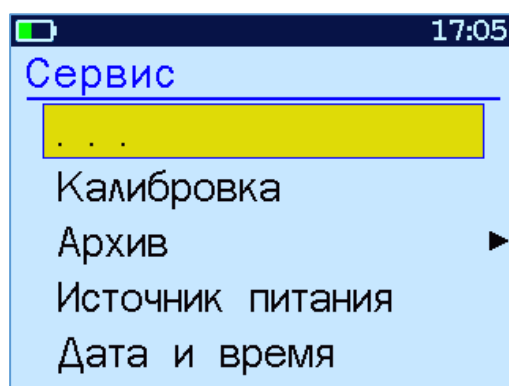 17:05
Сервис
. . .
Калибровка
Архив
Источник питания
Дата и время